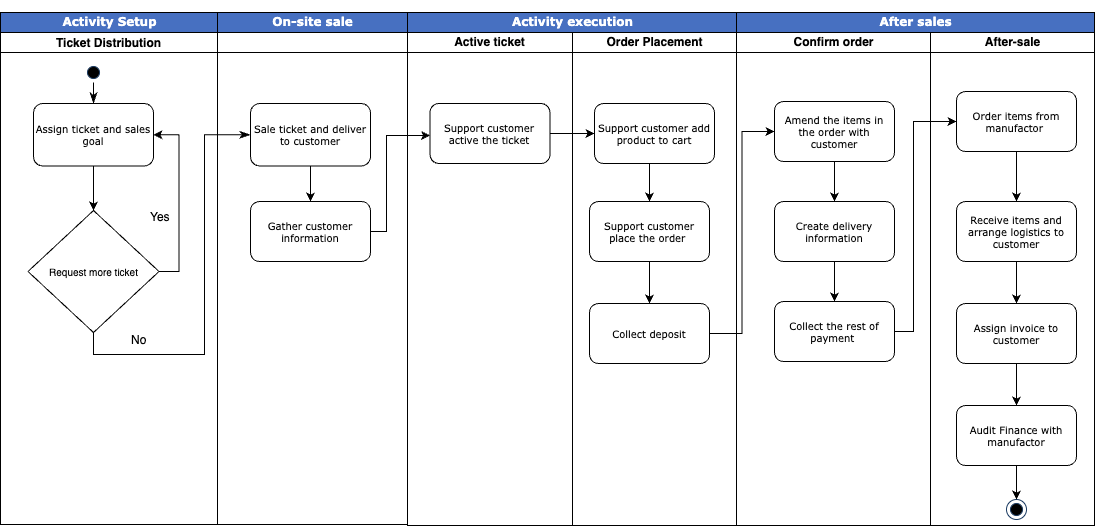 Activity Setup
On-site sale
Activity execution
After sales
Ticket Distribution
Active ticket
Order Placement
Confirm order
After-sale
Assign ticket and sales
goal
Yes
Request more ticket
No
Sale ticket and deliver
to customer
Gather customer
information
Support customer
active the ticket
Support customer add
product to cart
Support customer
place the order
Collect deposit
Amend the items in
the order with
customer
Create delivery
information
Collect the rest of
payment
Order items from
manufactor
Receive items and
arrange logistics to
customer
Assign invoice to
customer
Audit Finance with
manufactor